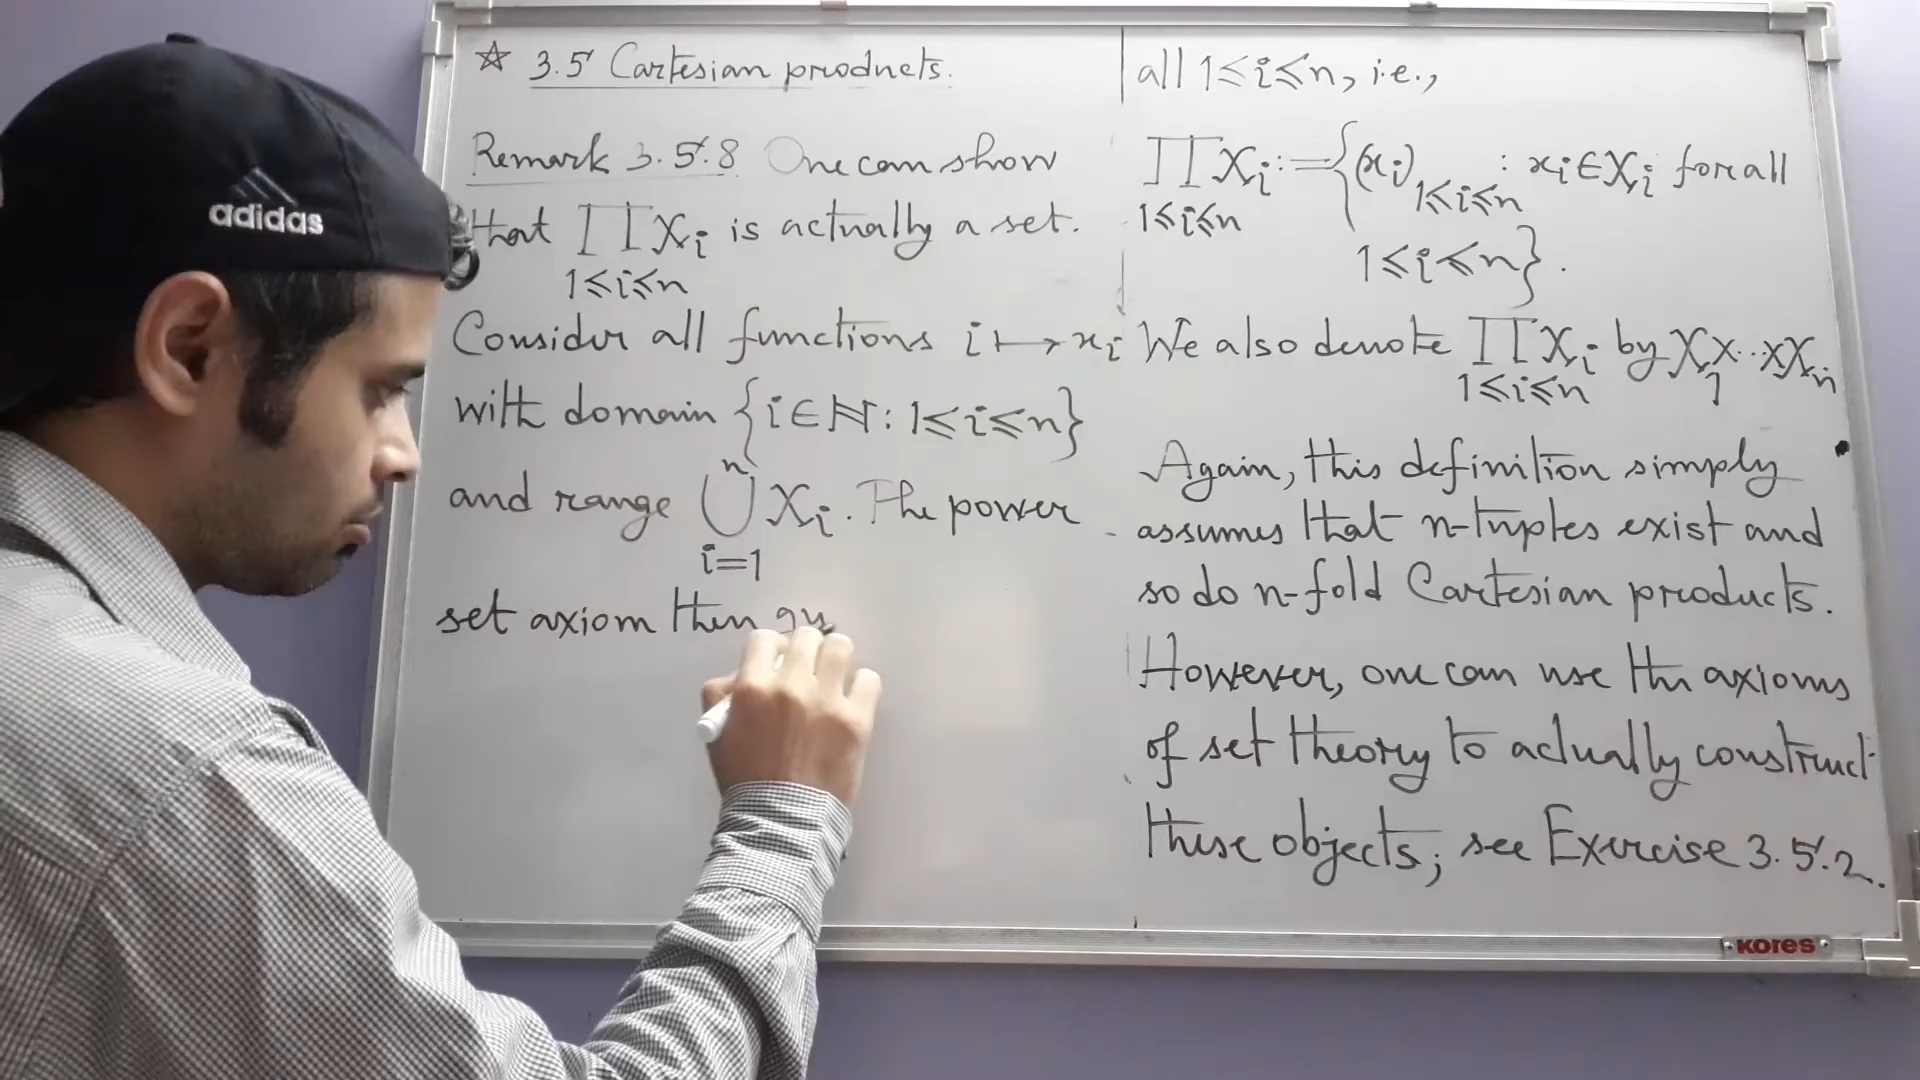 ☆ 3.5 Cartesian products.
Remark 3.5.8 One can show
that ∏ Xᵢ is actually a set.
1≤i≤n
Consider all functions i ↦ xᵢ
with domain {i∈ℕ: 1≤i≤n}
and range ⋃ Xᵢ. The power
n
i=1
set axiom then gu
all 1≤i≤n, i.e.,
∏ Xᵢ := {(xᵢ) : xᵢ∈Xᵢ for all
1≤i≤n 1≤i≤n
1≤i≤n}.
We also denote ∏ Xᵢ by X₁×..×Xₙ
1≤i≤n
Again, this definition simply
assumes that n-tuples exist and
so do n-fold Cartesian products.
However, one can use the axioms
of set theory to actually construct
these objects; see Exercise 3.5.2.
adidas
KORES